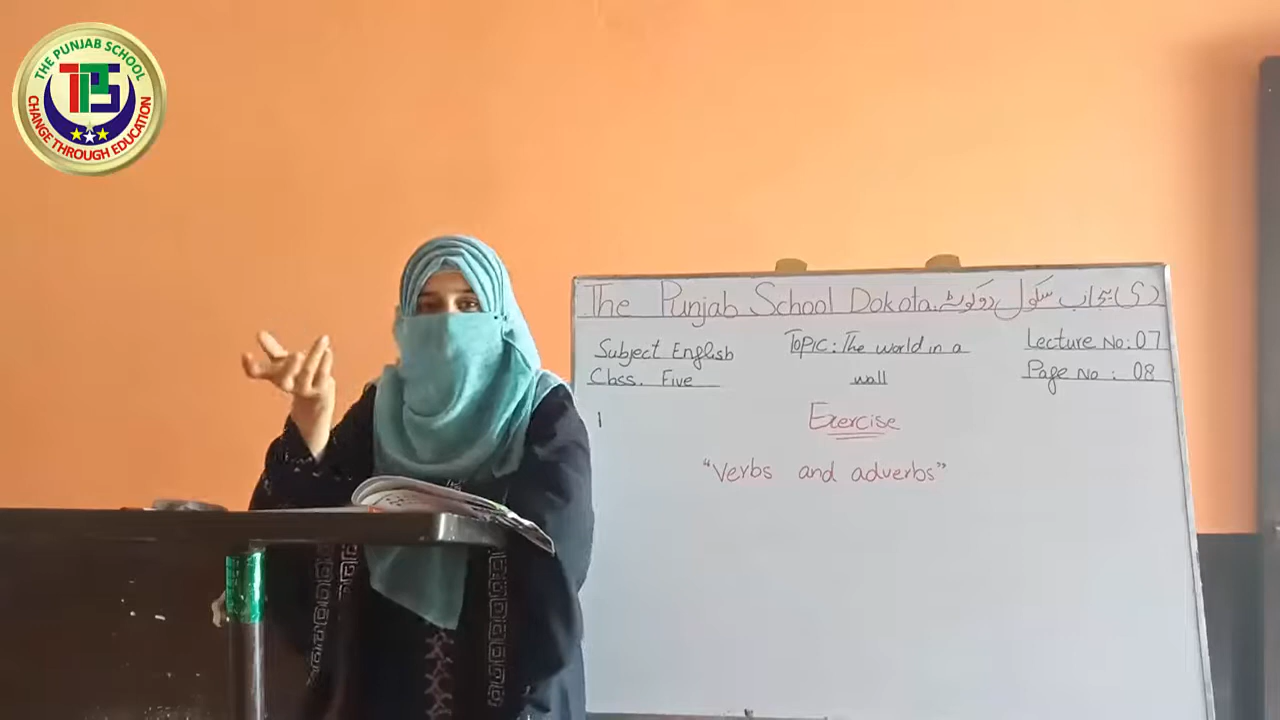 THE PUNJAB SCHOOL
TPS
CHANGE THROUGH EDUCATION
The Punjab School Dokota. سکول دوکوٹہ
Subject English
Class. Five
TOPIC: The world in a
wall
Lecture No: 07
Page No: 08
Exercise
"Verbs and adverbs"